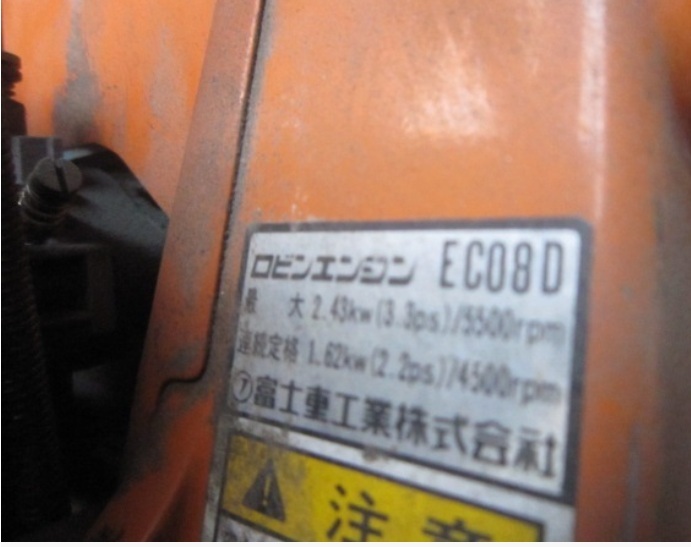 ロビンエンジン EC08D
最 大 2.43kw(3.3ps)/5500rpm
連続定格 1.62kw(2.2ps)/4500rpm
㋐富士重工業株式会社
注意